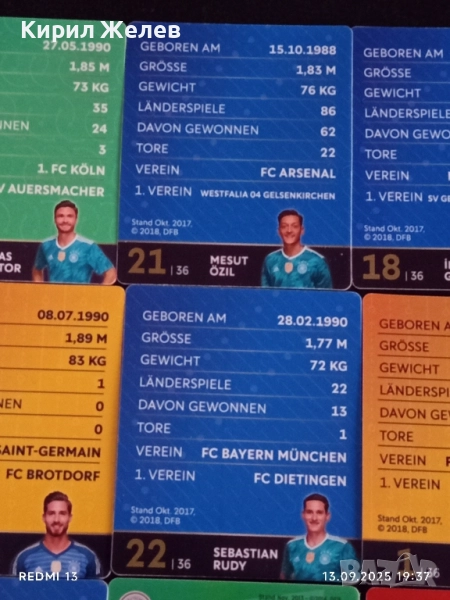 Кирил Желев
27.05.1990
1,85 M
73 KG
35
24
3
1. FC KÖLN
AUERSMACHER
GEBOREN AM 15.10.1988
GRÖSSE 1,83 M
GEWICHT 76 KG
LÄNDERSPIELE 86
DAVON GEWONNEN 62
TORE 22
VEREIN FC ARSENAL
1. VEREIN WESTFALIA 04 GELSENKIRCHEN
Stand Okt. 2017,
© 2018, DFB
21 | 36
MESUT
ÖZIL
GEBOREN AM
GRÖSSE
GEWICHT
LÄNDERSPIELE
DAVON GEWONN
TORE
VEREIN
1. VEREIN SV GE
Stand Okt. 2017,
© 2018, DFB
18 | 36
08.07.1990
1,89 M
83 KG
1
0
0
SAINT-GERMAIN
FC BROTDORF
GEBOREN AM 28.02.1990
GRÖSSE 1,77 M
GEWICHT 72 KG
LÄNDERSPIELE 22
DAVON GEWONNEN 13
TORE 1
VEREIN FC BAYERN MÜNCHEN
1. VEREIN FC DIETINGEN
Stand Okt. 2017,
© 2018, DFB
22 | 36
SEBASTIAN
RUDY
GEBOREN AM
GRÖSSE
GEWICHT
LÄNDERSPIELE
DAVON GEWONNE
TORE
VEREIN
1. VEREIN
Stand Okt. 2017,
© 2018, DFB
36
REDMI 13
13.09.2025 19:37